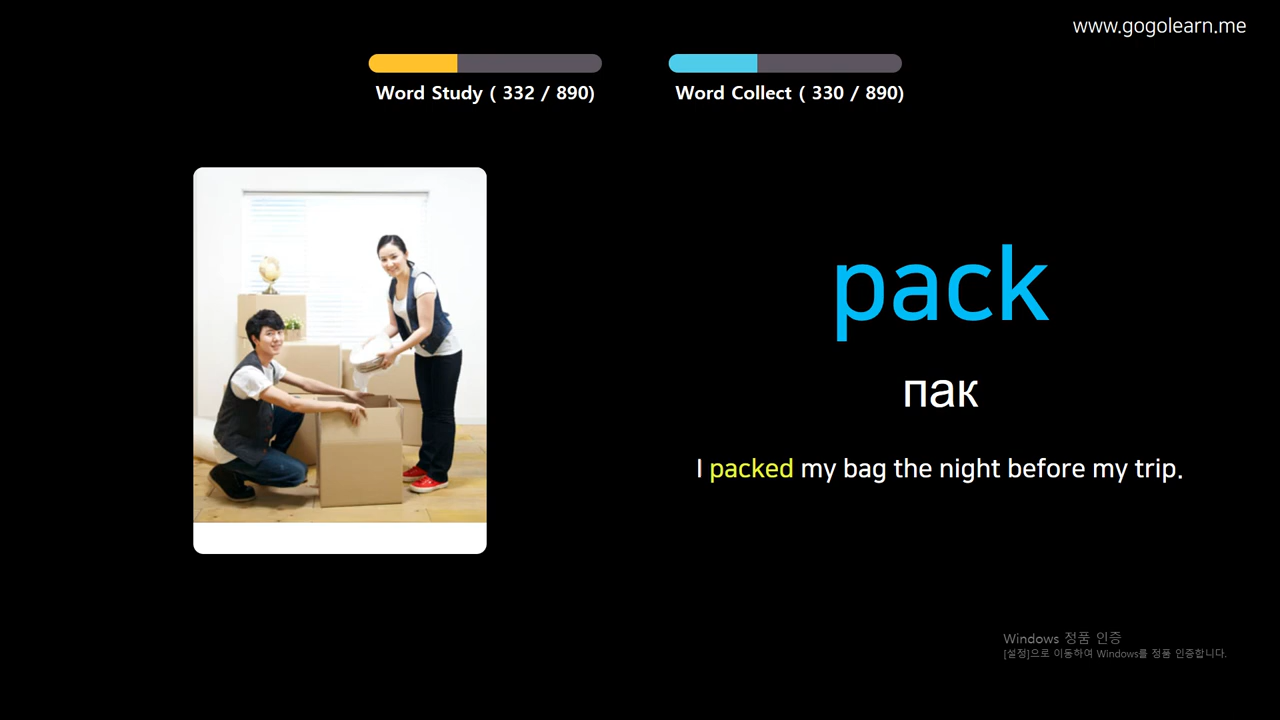 www.gogolearn.me
Word Study ( 332 / 890)
Word Collect ( 330 / 890)
pack
пак
I packed my bag the night before my trip.
Windows 정품 인증
[설정]으로 이동하여 Windows를 정품 인증합니다.